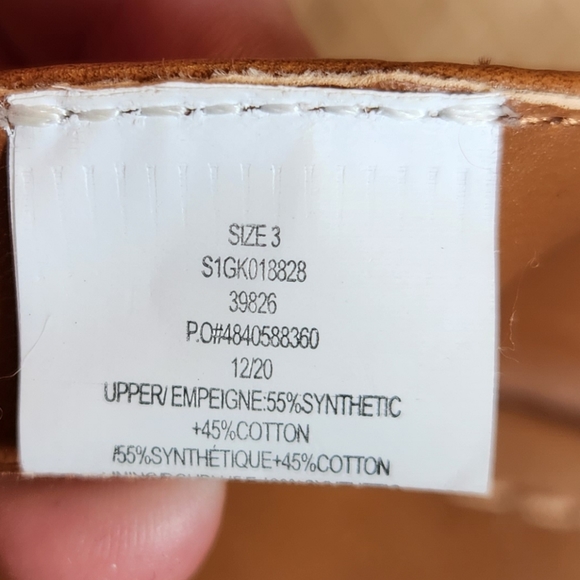 SIZE 3
S1GK018828
39826
P.O#4840588360
12/20
UPPER/ EMPEIGNE:55%SYNTHETIC
+45%COTTON
/55%SYNTHÉTIQUE+45%COTTON